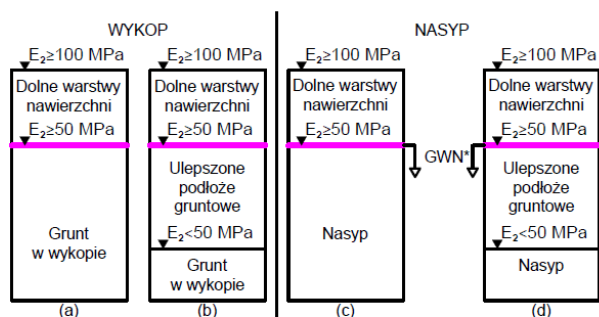 WYKOP
NASYP
E₂≥100 MPa
E₂≥100 MPa
E₂≥100 MPa
E₂≥100 MPa
Dolne warstwy
nawierzchni
Dolne warstwy
nawierzchni
Dolne warstwy
nawierzchni
Dolne warstwy
nawierzchni
E₂≥50 MPa
E₂≥50 MPa
E₂≥50 MPa
E₂≥50 MPa
GWN*
Grunt
w wykopie
Ulepszone
podłoże
gruntowe
E₂<50 MPa
Grunt
w wykopie
Nasyp
Ulepszone
podłoże
gruntowe
E₂<50 MPa
Nasyp
(a)
(b)
(c)
(d)